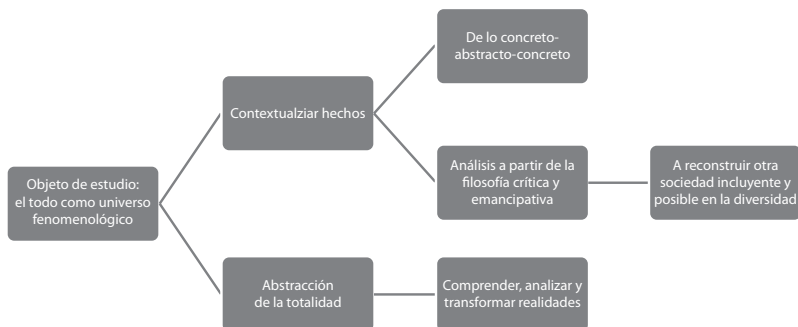 Objeto de estudio:
el todo como universo
fenomenológico
Contextualziar hechos
De lo concreto-
abstracto-concreto
Análisis a partir de la
filosofía crítica y
emancipativa
A reconstruir otra
sociedad incluyente y
posible en la diversidad
Abstracción
de la totalidad
Comprender, analizar y
transformar realidades